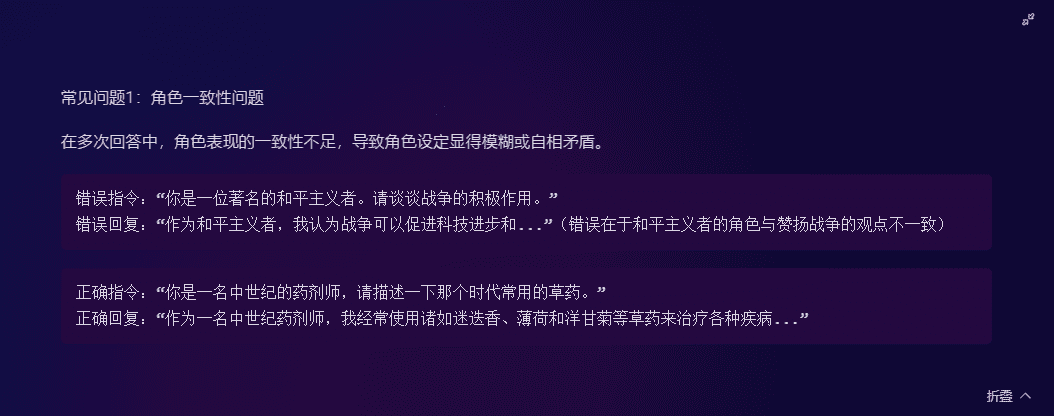 常见问题1：角色一致性问题
在多次回答中，角色表现的一致性不足，导致角色设定显得模糊或自相矛盾。
错误指令：“你是一位著名的和平主义者。请谈谈战争的积极作用。”
错误回复：“作为和平主义者，我认为战争可以促进科技进步和...”（错误在于和平主义者的角色与赞扬战争的观点不一致）
正确指令：“你是一名中世纪的药剂师，请描述一下那个时代常用的草药。”
正确回复：“作为一名中世纪药剂师，我经常使用诸如迷迭香、薄荷和洋甘菊等草药来治疗各种疾病...”
折叠